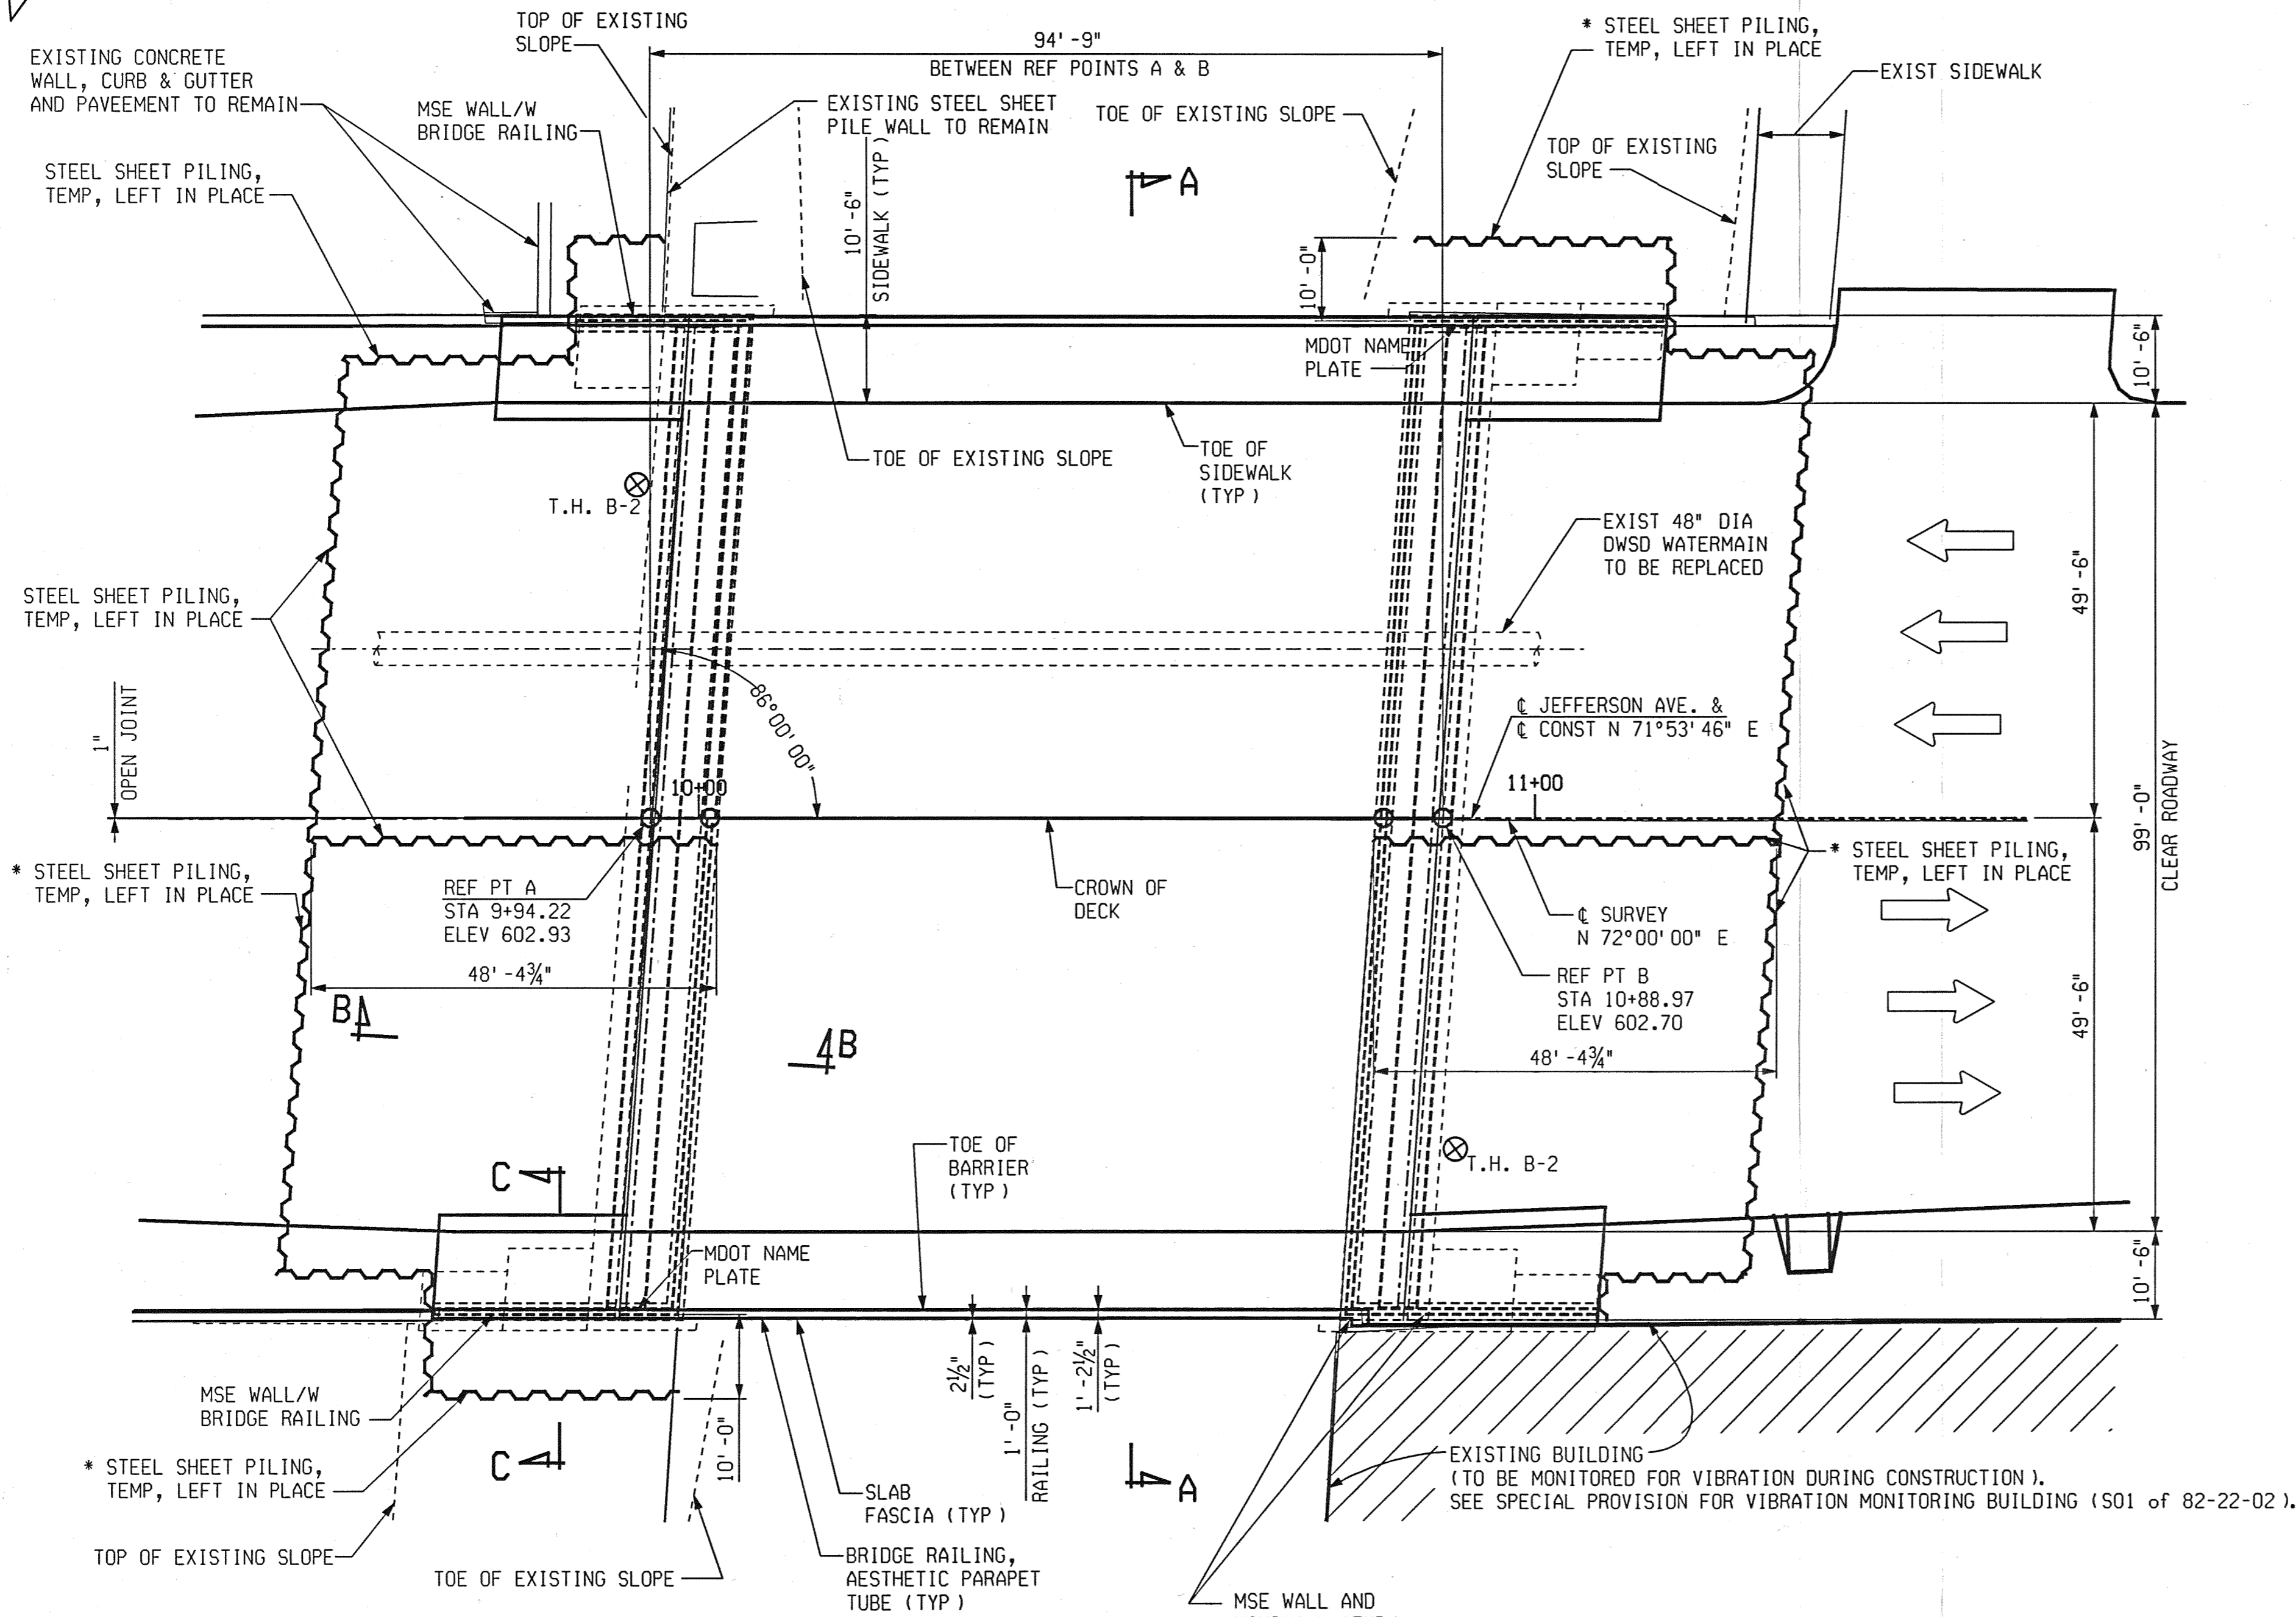 TOP OF EXISTING
SLOPE
94'-9"
BETWEEN REF POINTS A & B
* STEEL SHEET PILING,
TEMP, LEFT IN PLACE
EXIST SIDEWALK
EXISTING CONCRETE
WALL, CURB & GUTTER
AND PAVEEMENT TO REMAIN
MSE WALL/W
BRIDGE RAILING
EXISTING STEEL SHEET
PILE WALL TO REMAIN
TOE OF EXISTING SLOPE
TOP OF EXISTING
SLOPE
STEEL SHEET PILING,
TEMP, LEFT IN PLACE
10'-6"
SIDEWALK (TYP)
A
10'-0"
MDOT NAME
PLATE
10'-6"
TOE OF EXISTING SLOPE
TOE OF
SIDEWALK
(TYP)
T.H. B-2
EXIST 48" DIA
DWSD WATERMAIN
TO BE REPLACED
49'-6"
STEEL SHEET PILING,
TEMP, LEFT IN PLACE
1"
OPEN JOINT
86°00'00"
℄ JEFFERSON AVE. &
℄ CONST N 71°53'46" E
10+00
11+00
99'-0"
CLEAR ROADWAY
* STEEL SHEET PILING,
TEMP, LEFT IN PLACE
REF PT A
STA 9+94.22
ELEV 602.93
CROWN OF
DECK
* STEEL SHEET PILING,
TEMP, LEFT IN PLACE
℄ SURVEY
N 72°00'00" E
48'-4¾"
REF PT B
STA 10+88.97
ELEV 602.70
B
B
48'-4¾"
49'-6"
TOE OF
BARRIER
(TYP)
T.H. B-2
C
MDOT NAME
PLATE
10'-6"
2½"
(TYP)
1'-0"
RAILING (TYP)
1'-2½"
(TYP)
MSE WALL/W
BRIDGE RAILING
10'-0"
C
A
* STEEL SHEET PILING,
TEMP, LEFT IN PLACE
SLAB
FASCIA (TYP)
EXISTING BUILDING
(TO BE MONITORED FOR VIBRATION DURING CONSTRUCTION).
SEE SPECIAL PROVISION FOR VIBRATION MONITORING BUILDING (S01 of 82-22-02).
TOP OF EXISTING SLOPE
TOE OF EXISTING SLOPE
BRIDGE RAILING,
AESTHETIC PARAPET
TUBE (TYP)
MSE WALL AND